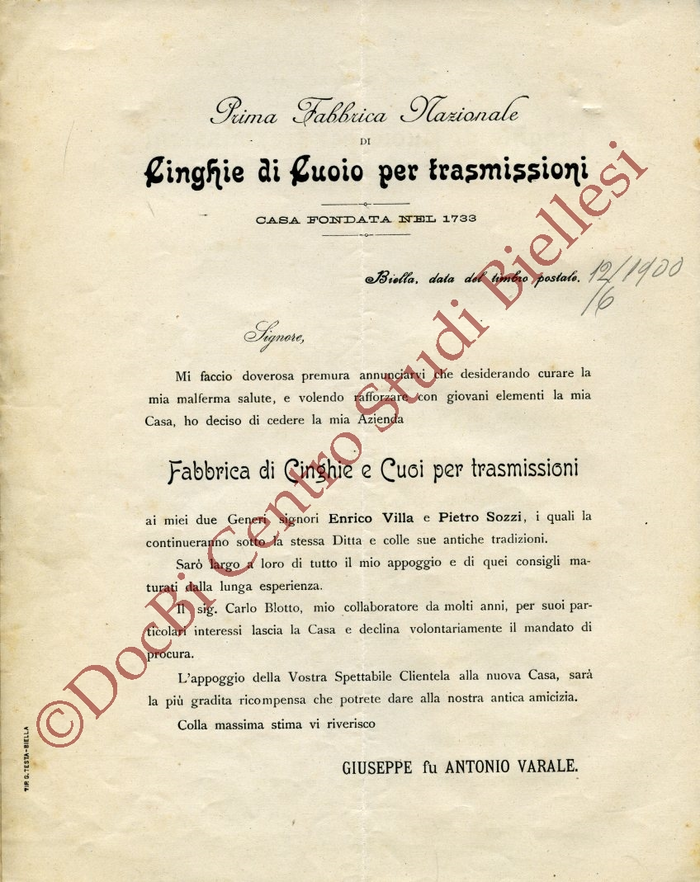 Prima Fabbrica Nazionale
DI
Cinghie di Cuoio per trasmissioni
CASA FONDATA NEL 1733
Biella, data del timbro postale. 12/1900
/6
Signore,
Mi faccio doverosa premura annunciarvi che desiderando curare la
mia malferma salute, e volendo rafforzare con giovani elementi la mia
Casa, ho deciso di cedere la mia Azienda
Fabbrica di Cinghie e Cuoi per trasmissioni
ai miei due Generi signori Enrico Villa e Pietro Sozzi, i quali la
continueranno sotto la stessa Ditta e colle sue antiche tradizioni.
Sarò largo a loro di tutto il mio appoggio e di quei consigli ma-
turati dalla lunga esperienza.
Il sig. Carlo Blotto, mio collaboratore da molti anni, per suoi par-
ticolari interessi lascia la Casa e declina volontariamente il mandato di
procura.
L'appoggio della Vostra Spettabile Clientela alla nuova Casa, sarà
la più gradita ricompensa che potrete dare alla nostra antica amicizia.
Colla massima stima vi riverisco
GIUSEPPE fu ANTONIO VARALE.
TIP. G. TESTA-BIELLA
©DocBi Centro Studi Biellesi